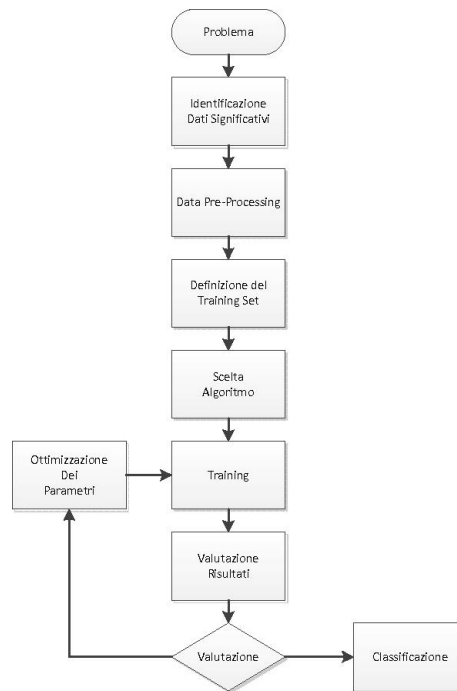 Problema
Identificazione
Dati Significativi
Data Pre-Processing
Definizione del
Training Set
Scelta
Algoritmo
Ottimizzazione
Dei
Parametri
Training
Valutazione
Risultati
Valutazione
Classificazione